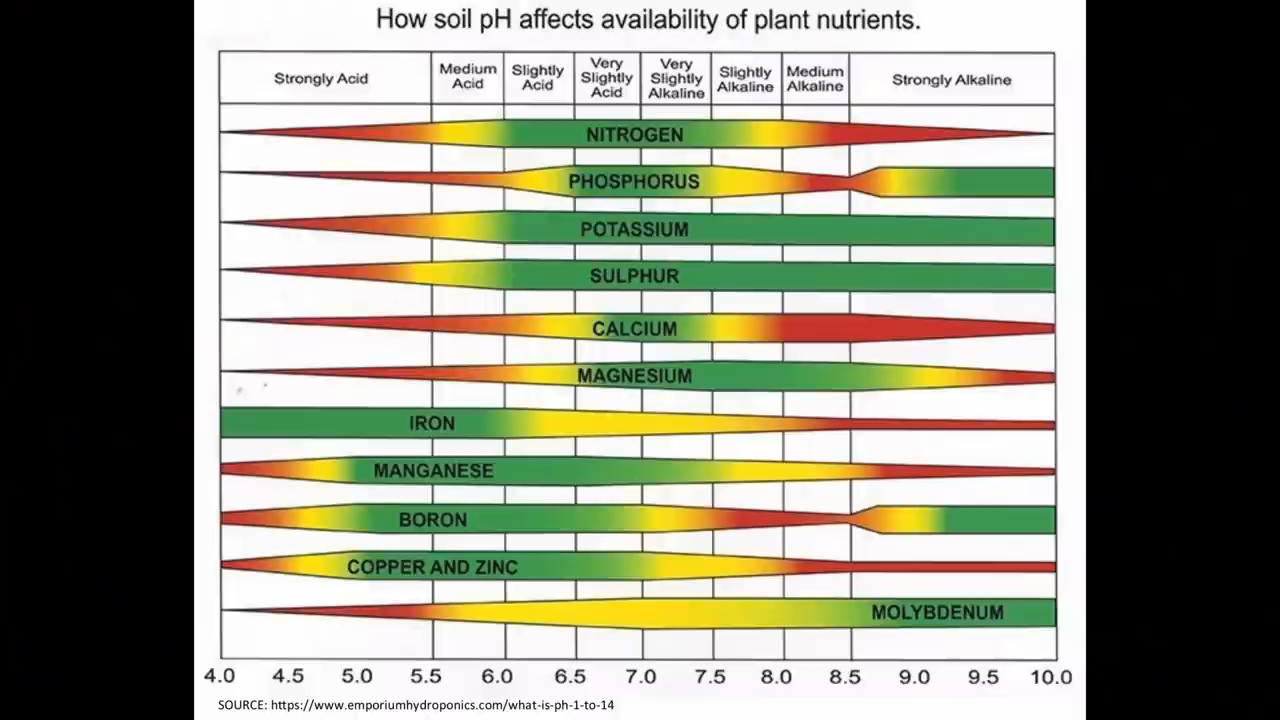 How soil pH affects availability of plant nutrients.
Strongly Acid
Medium
Acid
Slightly
Acid
Very
Slightly
Acid
Very
Slightly
Alkaline
Slightly
Alkaline
Medium
Alkaline
Strongly Alkaline
NITROGEN
PHOSPHORUS
POTASSIUM
SULPHUR
CALCIUM
MAGNESIUM
IRON
MANGANESE
BORON
COPPER AND ZINC
MOLYBDENUM
4.0 4.5 5.0 5.5 6.0 6.5 7.0 7.5 8.0 8.5 9.0 9.5 10.0
SOURCE: https://www.emporiumhydroponics.com/what-is-ph-1-to-14